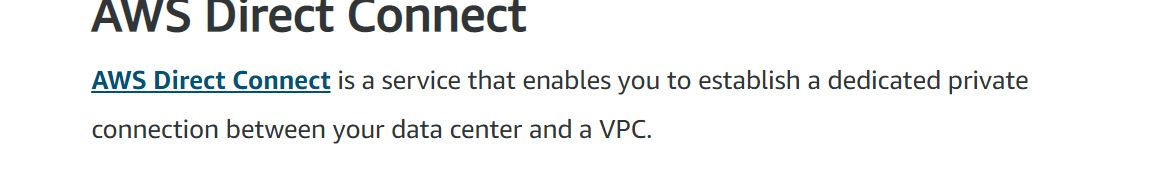 AWS Direct Connect
AWS Direct Connect is a service that enables you to establish a dedicated private
connection between your data center and a VPC.